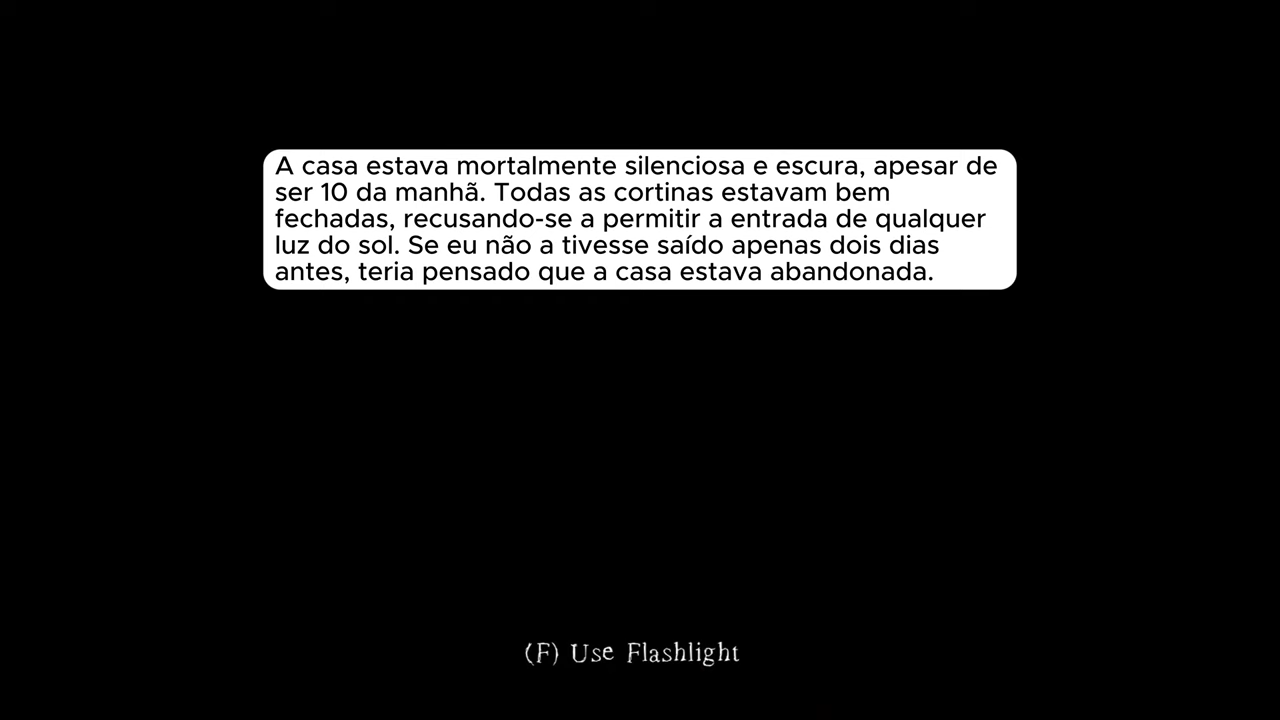 A casa estava mortalmente silenciosa e escura, apesar de
ser 10 da manhã. Todas as cortinas estavam bem
fechadas, recusando-se a permitir a entrada de qualquer
luz do sol. Se eu não a tivesse saído apenas dois dias
antes, teria pensado que a casa estava abandonada.
(F) Use Flashlight